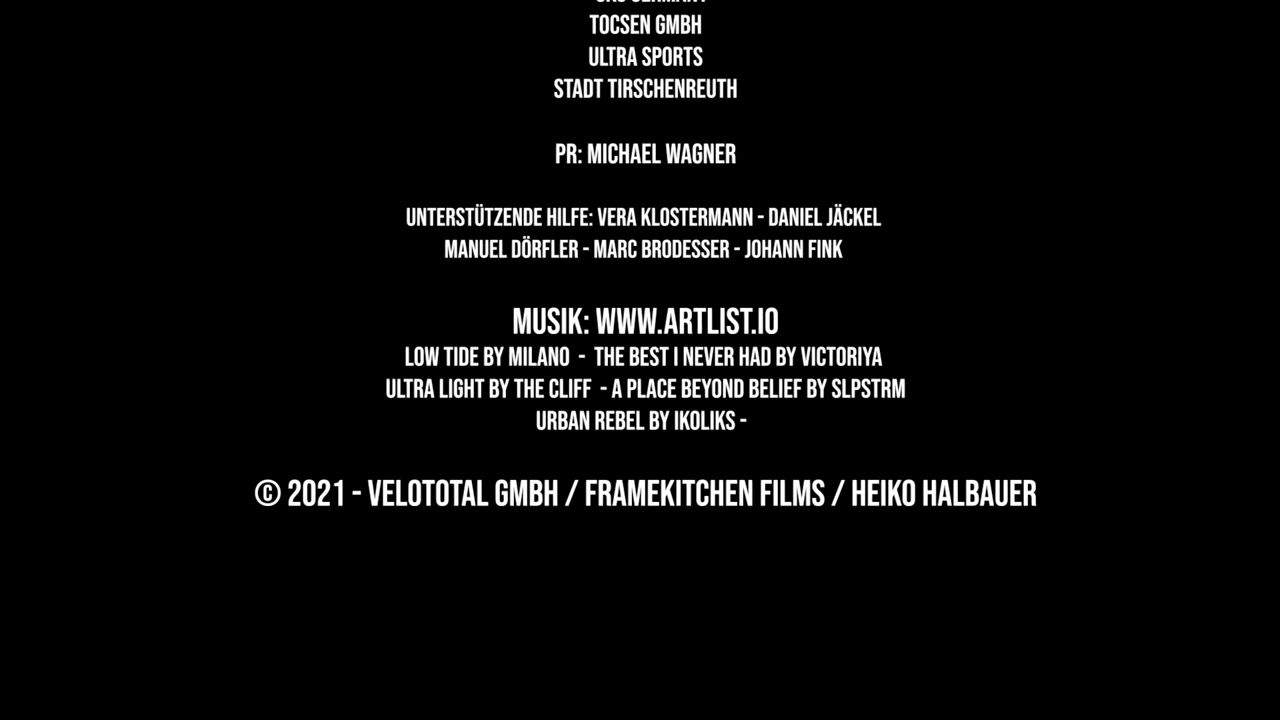 TOCSEN GMBH
ULTRA SPORTS
STADT TIRSCHENREUTH
PR: MICHAEL WAGNER
UNTERSTÜTZENDE HILFE: VERA KLOSTERMANN - DANIEL JÄCKEL
MANUEL DÖRFLER - MARC BRODESSER - JOHANN FINK
MUSIK: WWW.ARTLIST.IO
LOW TIDE BY MILANO - THE BEST I NEVER HAD BY VICTORIYA
ULTRA LIGHT BY THE CLIFF - A PLACE BEYOND BELIEF BY SLPSTRM
URBAN REBEL BY IKOLIKS -
© 2021 - VELOTOTAL GMBH / FRAMEKITCHEN FILMS / HEIKO HALBAUER